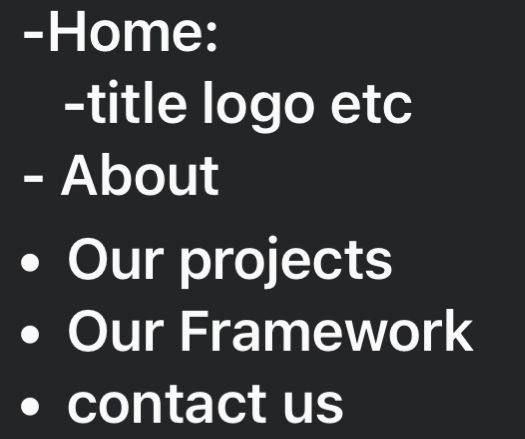 -Home:
-title logo etc
- About
• Our projects
• Our Framework
• contact us